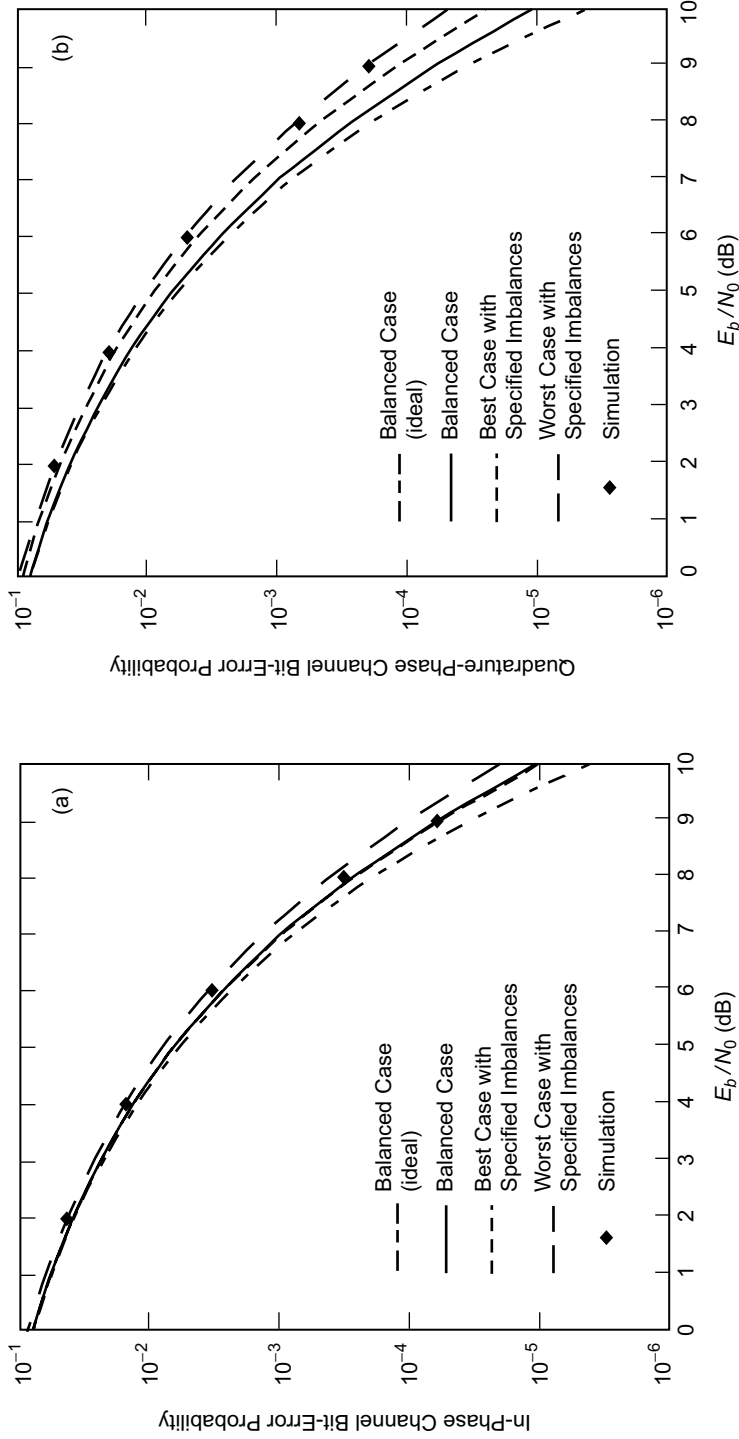 (a)
In-Phase Channel Bit-Error Probability
10⁻¹
10⁻²
10⁻³
10⁻⁴
10⁻⁵
10⁻⁶
0 1 2 3 4 5 6 7 8 9 10
E_b / N_0 (dB)
Balanced Case
(ideal)
Balanced Case
Best Case with
Specified Imbalances
Worst Case with
Specified Imbalances
Simulation
(b)
Quadrature-Phase Channel Bit-Error Probability
10⁻¹
10⁻²
10⁻³
10⁻⁴
10⁻⁵
10⁻⁶
0 1 2 3 4 5 6 7 8 9 10
E_b / N_0 (dB)
Balanced Case
(ideal)
Balanced Case
Best Case with
Specified Imbalances
Worst Case with
Specified Imbalances
Simulation